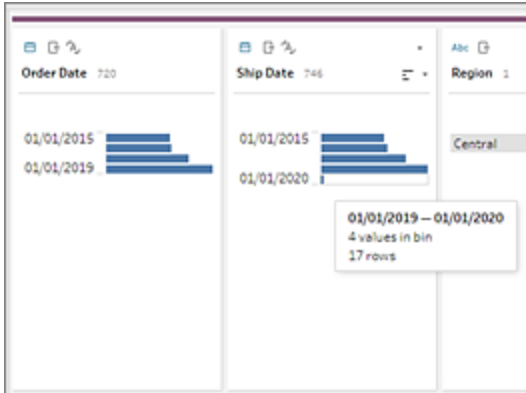 Order Date 720
01/01/2015
01/01/2019
Ship Date 746
01/01/2015
01/01/2020
01/01/2019 — 01/01/2020
4 values in bin
17 rows
Abc
Region 1
Central